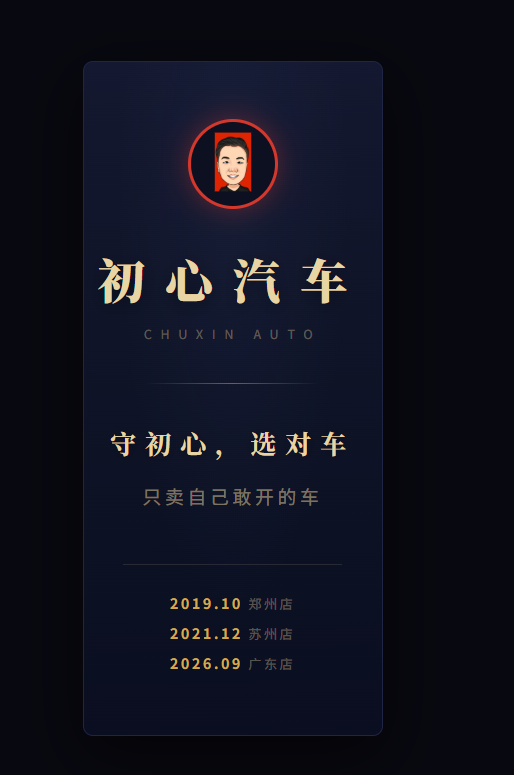 初心汽车
CHUXIN AUTO
守初心，选对车
只卖自己敢开的车
2019.10 郑州店
2021.12 苏州店
2026.09 广东店